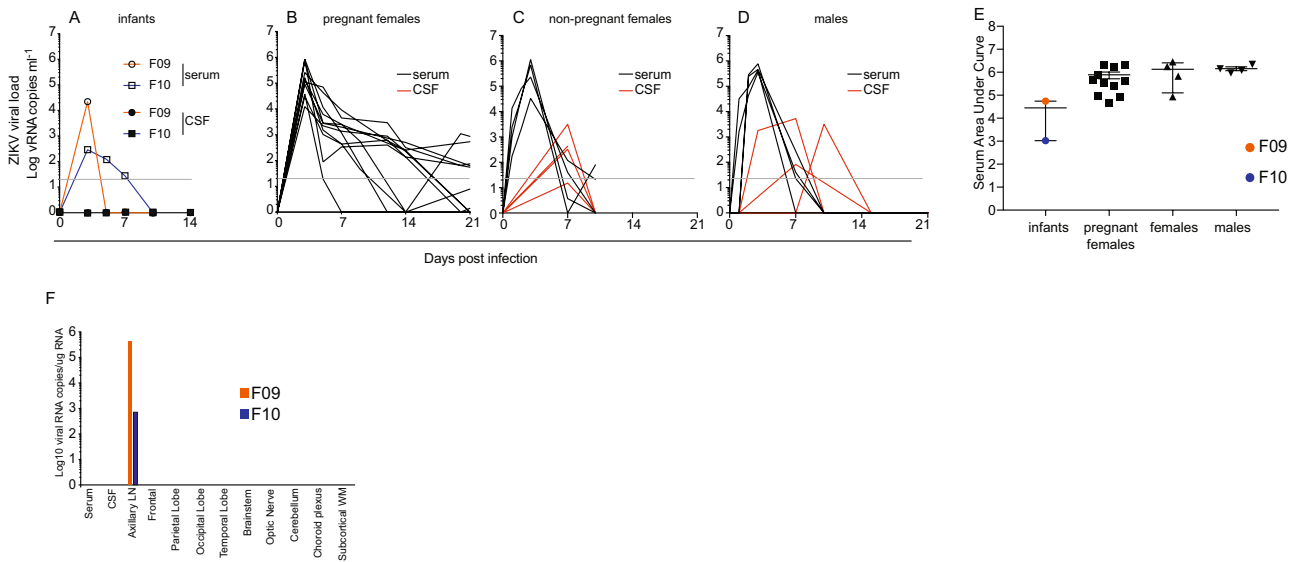 A
infants
ZIKV viral load
Log vRNA copies ml-1
7
6
5
4
3
2
1
0
F09
F10
serum
F09
F10
CSF
0
7
14
B
pregnant females
7
6
5
4
3
2
1
0
serum
CSF
0
7
14
21
C
non-pregnant females
7
6
5
4
3
2
1
0
serum
CSF
0
7
14
21
D
males
7
6
5
4
3
2
1
0
serum
CSF
0
7
14
21
Days post infection
E
Serum Area Under Curve
8
7
6
5
4
3
2
1
0
infants
pregnant
females
females
males
F09
F10
F
Log10 viral RNA copies/ug RNA
6
5
4
3
2
1
0
F09
F10
Serum
CSF
Axillary LN
Frontal
Parietal Lobe
Occipital Lobe
Temporal Lobe
Brainstem
Optic Nerve
Cerebellum
Choroid plexus
Subcortical WM